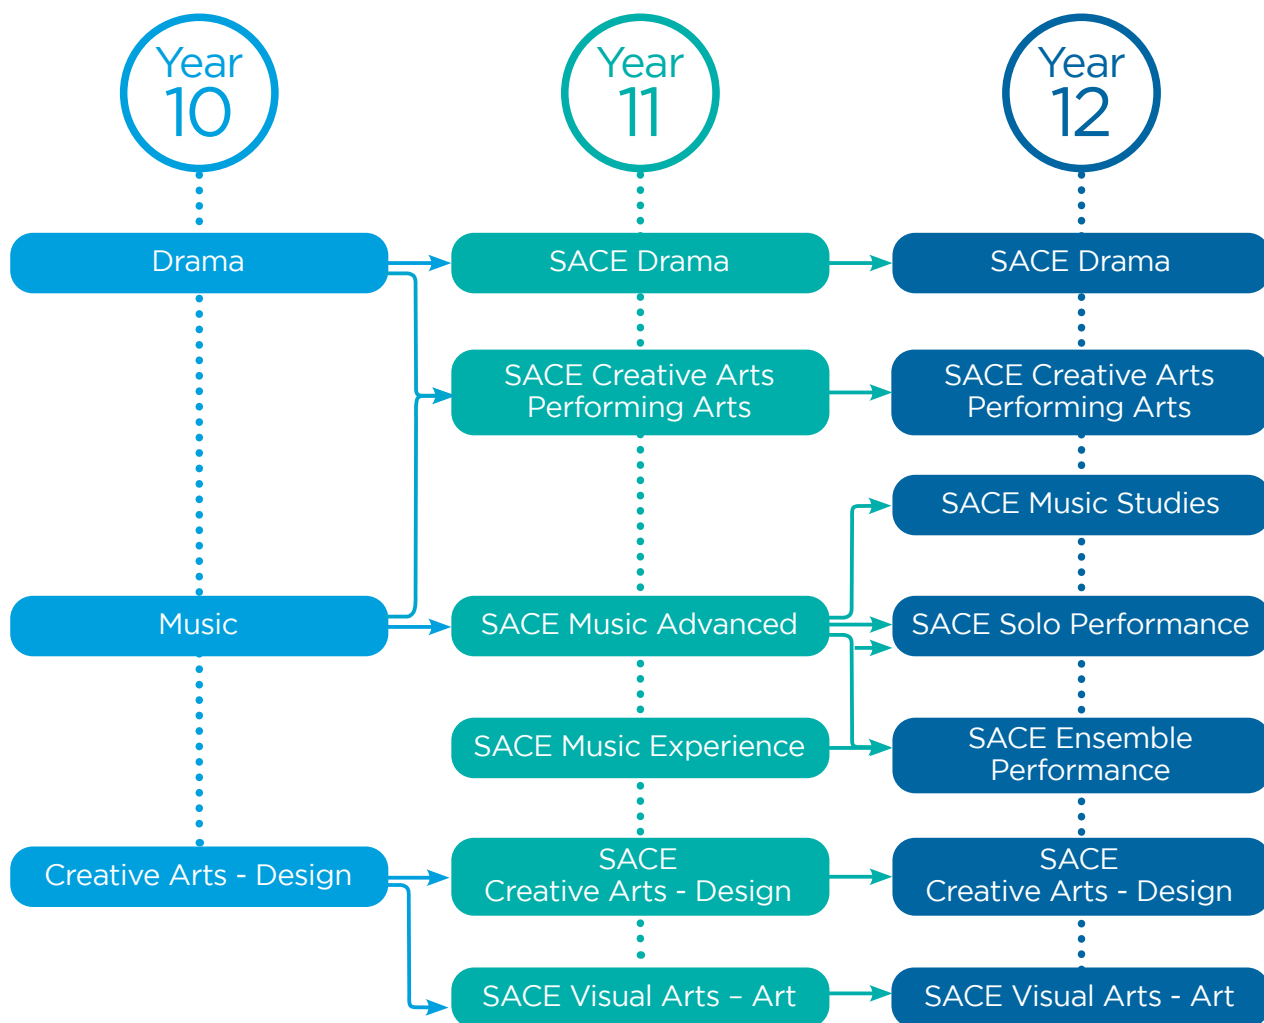 Year
10
Year
11
Year
12
Drama
SACE Drama
SACE Drama
SACE Creative Arts
Performing Arts
SACE Creative Arts
Performing Arts
SACE Music Studies
Music
SACE Music Advanced
SACE Solo Performance
SACE Music Experience
SACE Ensemble
Performance
Creative Arts - Design
SACE
Creative Arts - Design
SACE
Creative Arts - Design
SACE Visual Arts – Art
SACE Visual Arts - Art